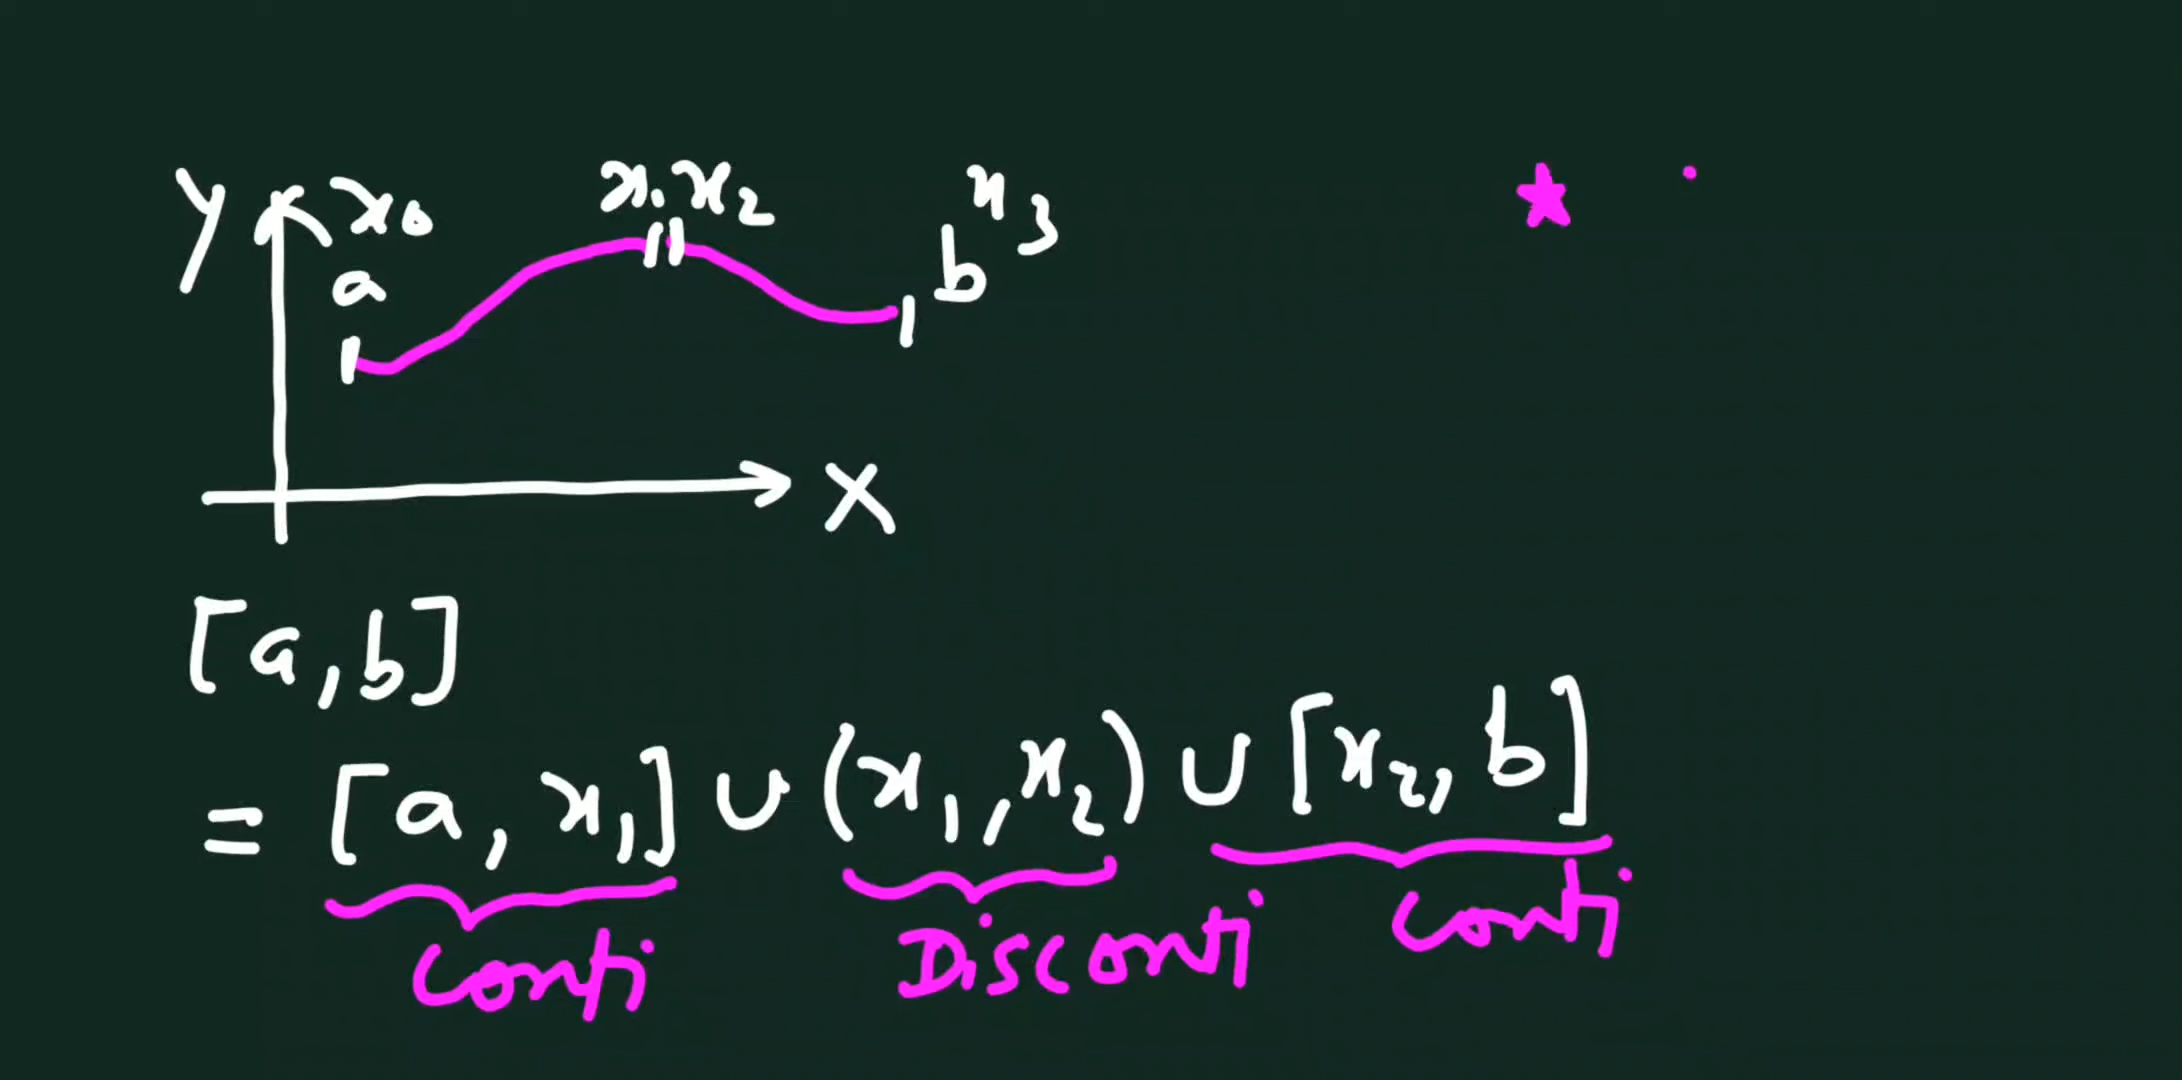 Y x₀ x₁ x₂ x₃
a b
X
[a,b]
= [a, x₁] ∪ (x₁, x₂) ∪ [x₂, b]
Conti Disconti Conti